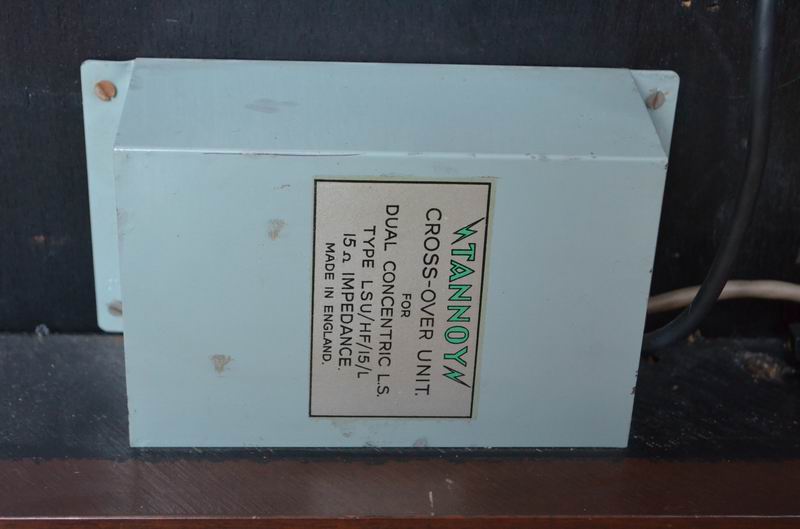 TANNOY
CROSS-OVER UNIT.
FOR
DUAL CONCENTRIC L.S.
TYPE LSU/HF/15/L
15 Ω IMPEDANCE.
MADE IN ENGLAND.